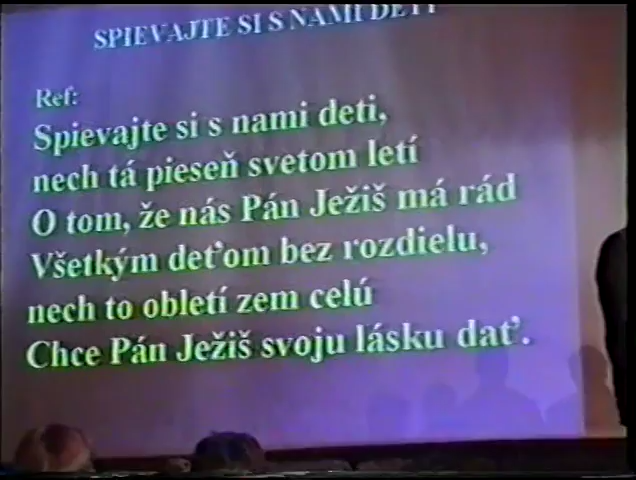 SPIEVAJTE SI S NAMI DETI
Ref:
Spievajte si s nami deti,
nech tá pieseň svetom letí
O tom, že nás Pán Ježiš má rád
Všetkým deťom bez rozdielu,
nech to obletí zem celú
Chce Pán Ježiš svoju lásku dať.